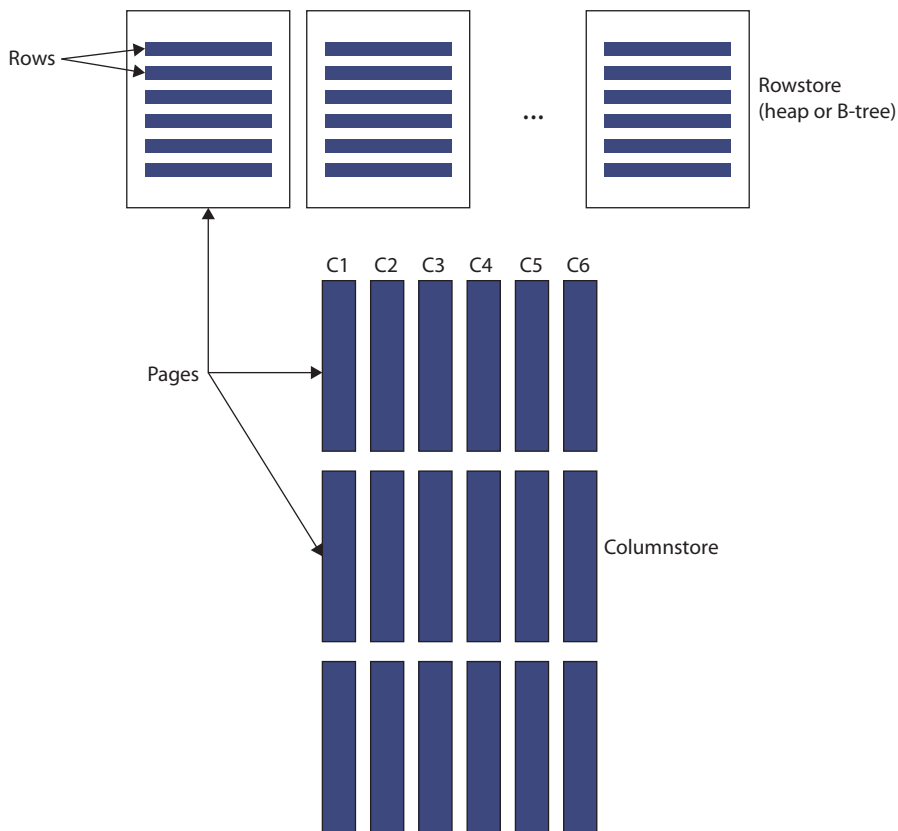 Rows
...
Rowstore
(heap or B-tree)
C1 C2 C3 C4 C5 C6
Pages
Columnstore